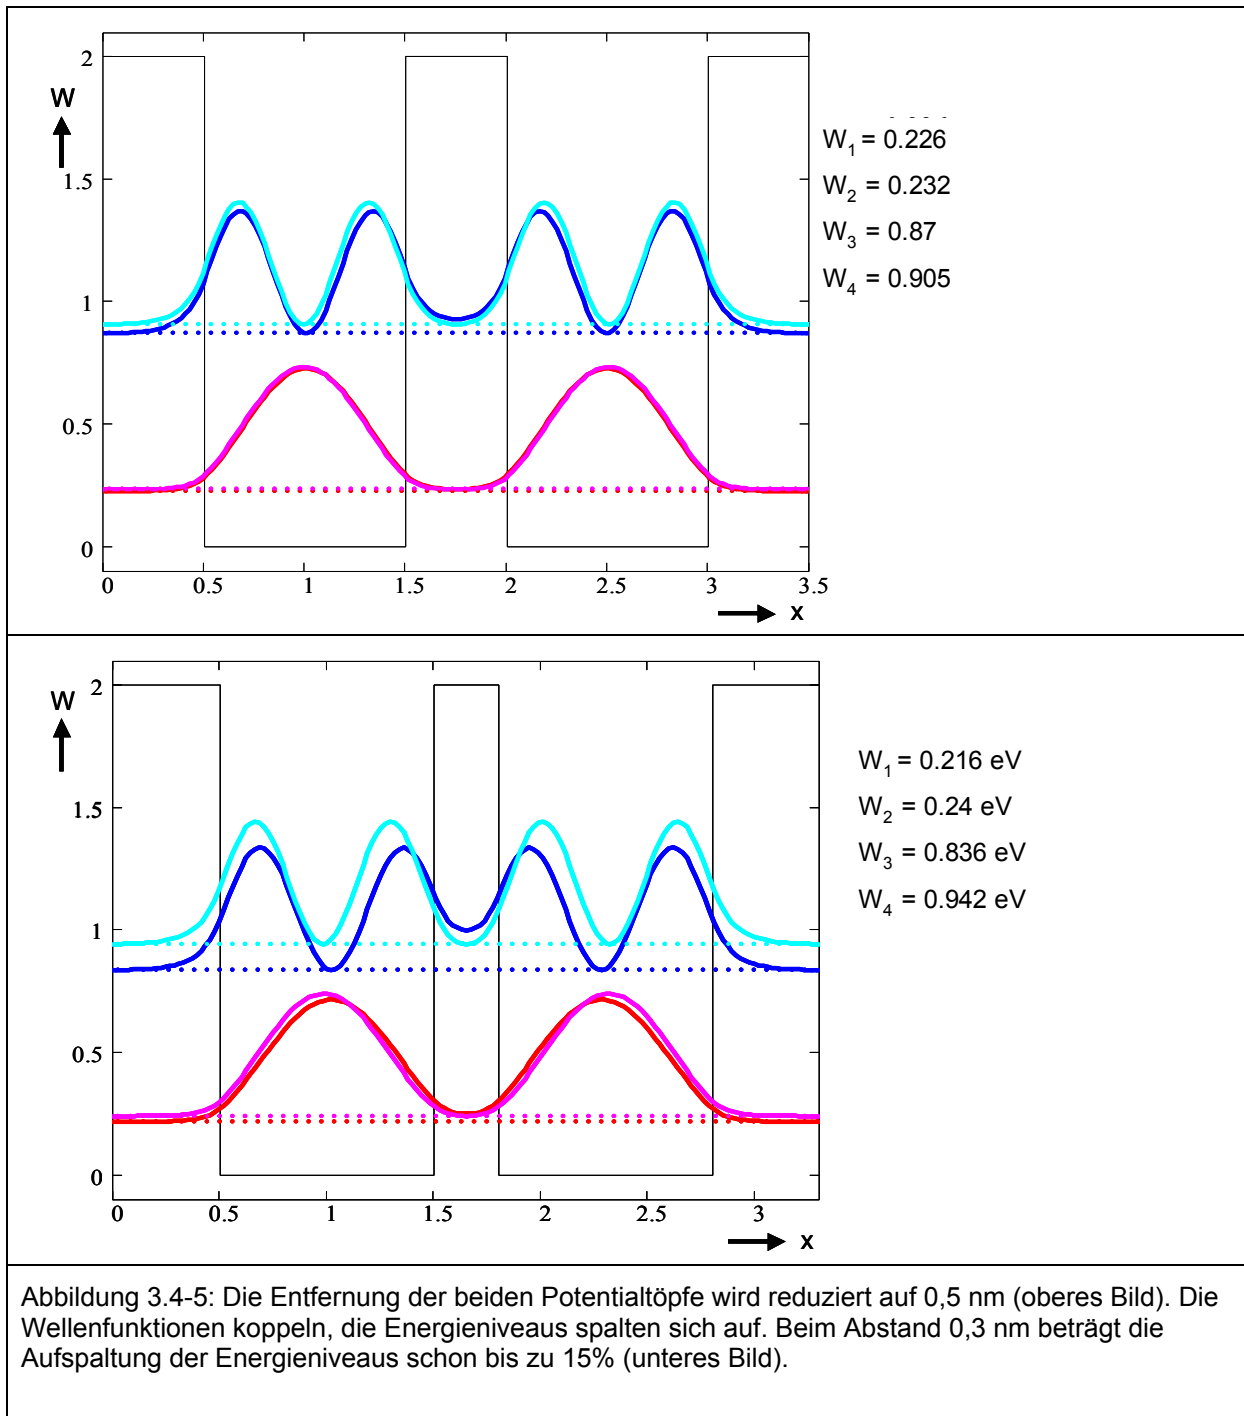 2
W
1.5
1
0.5
0
0 0.5 1 1.5 2 2.5 3 3.5
x
W1 = 0.226
W2 = 0.232
W3 = 0.87
W4 = 0.905
2
W
1.5
1
0.5
0
0 0.5 1 1.5 2 2.5 3
x
W1 = 0.216 eV
W2 = 0.24 eV
W3 = 0.836 eV
W4 = 0.942 eV
Abbildung 3.4-5: Die Entfernung der beiden Potentialtöpfe wird reduziert auf 0,5 nm (oberes Bild). Die
Wellenfunktionen koppeln, die Energieniveaus spalten sich auf. Beim Abstand 0,3 nm beträgt die
Aufspaltung der Energieniveaus schon bis zu 15% (unteres Bild).